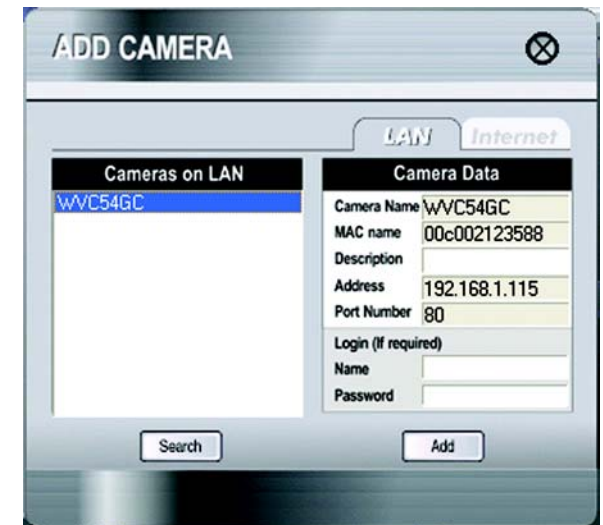 ADD CAMERA
LAN Internet
Cameras on LAN
WVC54GC
Camera Data
Camera Name WVC54GC
MAC name 00c002123588
Description
Address 192.168.1.115
Port Number 80
Login (If required)
Name
Password
Search
Add